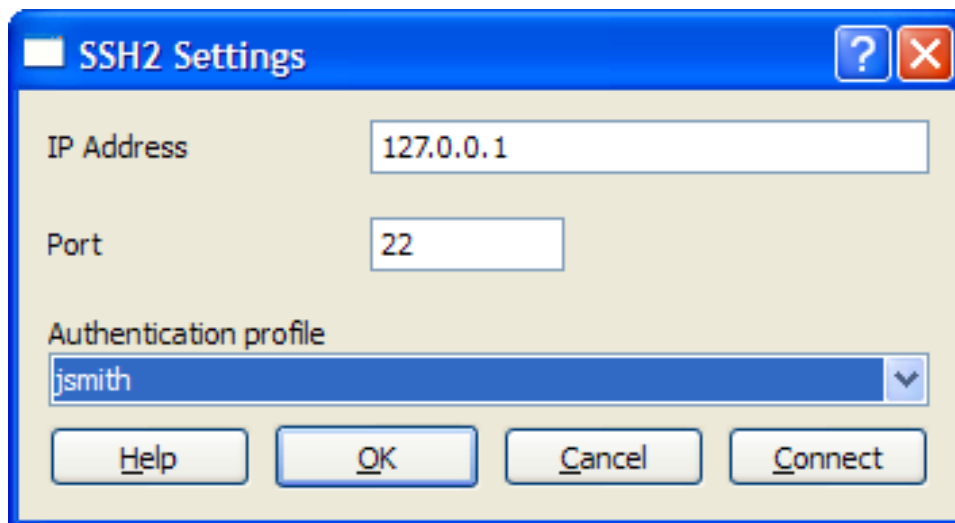 SSH2 Settings
IP Address 127.0.0.1
Port 22
Authentication profile
jsmith
Help OK Cancel Connect